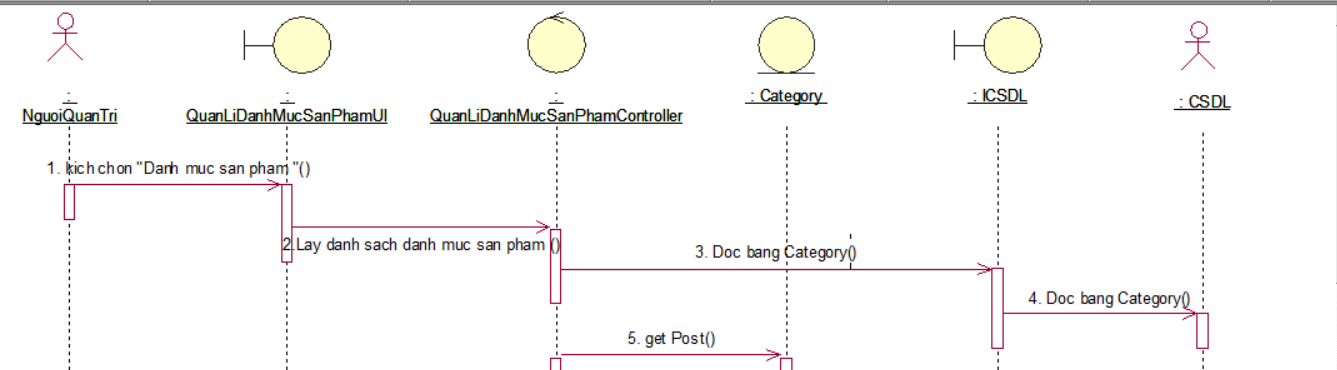 :
NguoiQuanTri
:
QuanLiDanhMucSanPhamUI
:
QuanLiDanhMucSanPhamController
: Category
: ICSDL
: CSDL
1. kich chon "Danh muc san pham "()
2.Lay danh sach danh muc san pham ()
3. Doc bang Category()
4. Doc bang Category()
5. get Post()